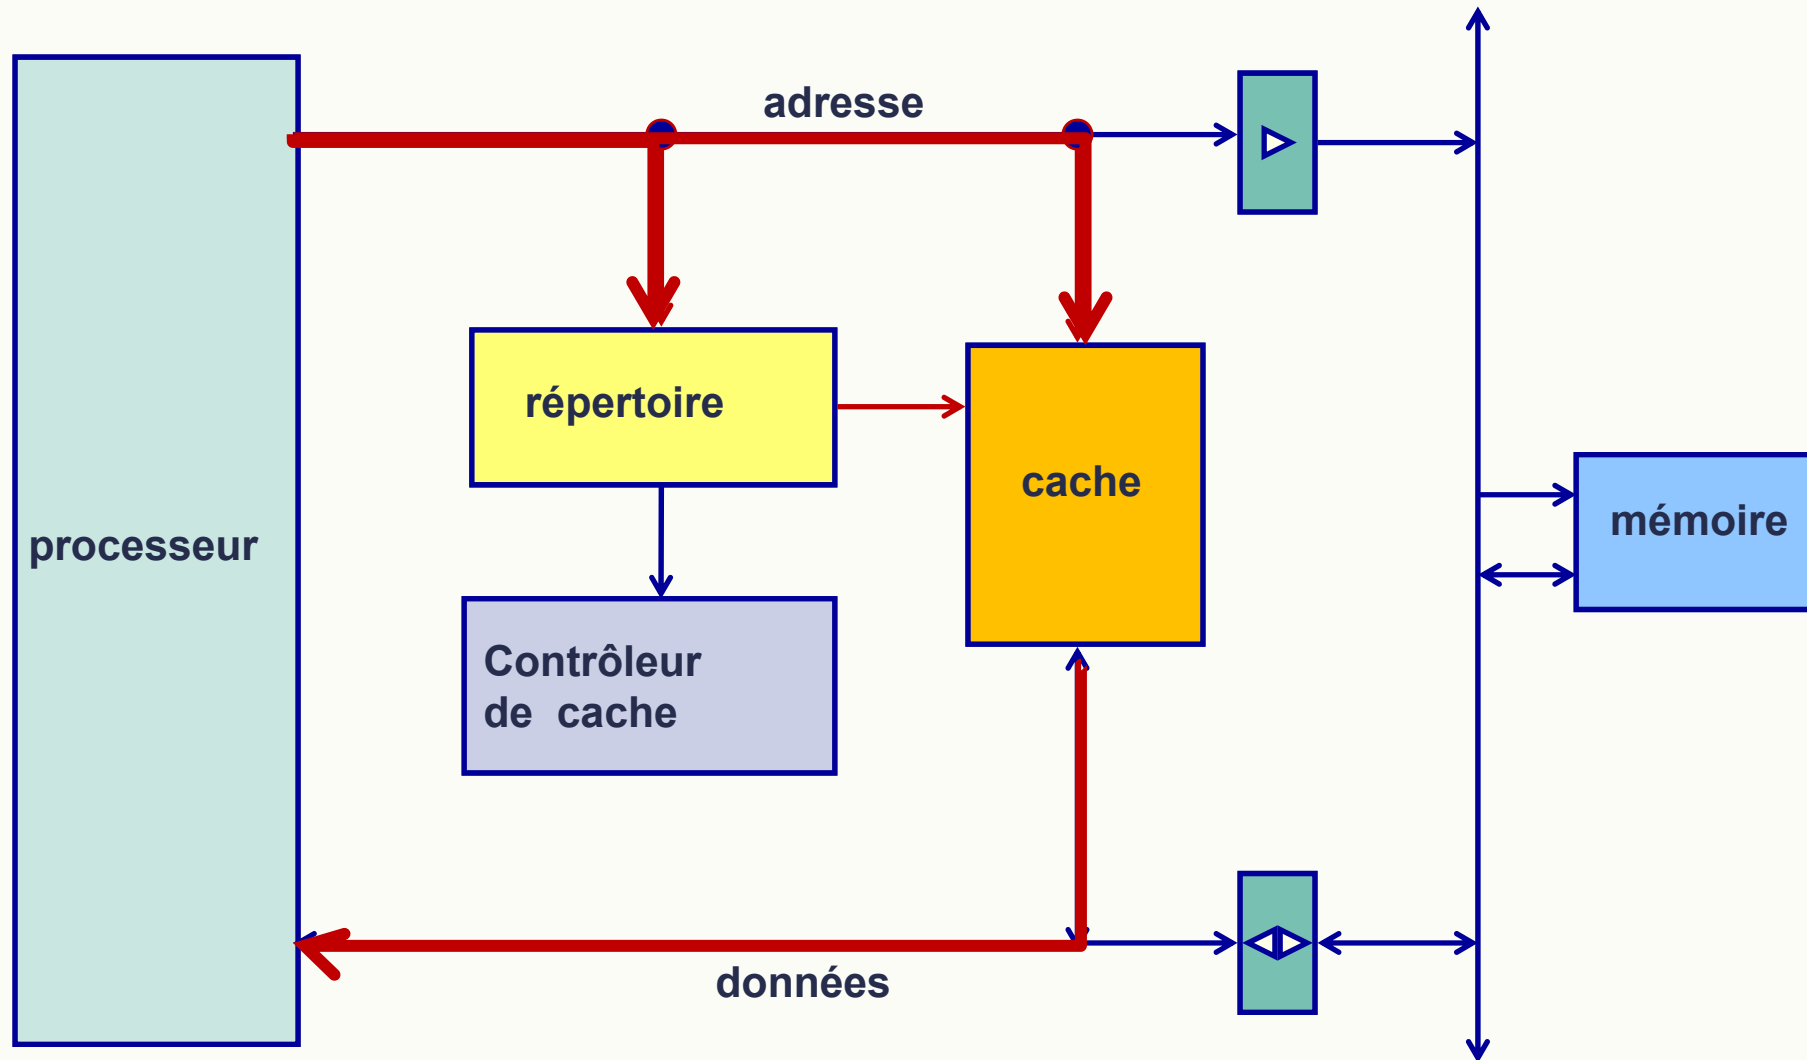 adresse
répertoire
cache
mémoire
processeur
Contrôleur
de cache
données